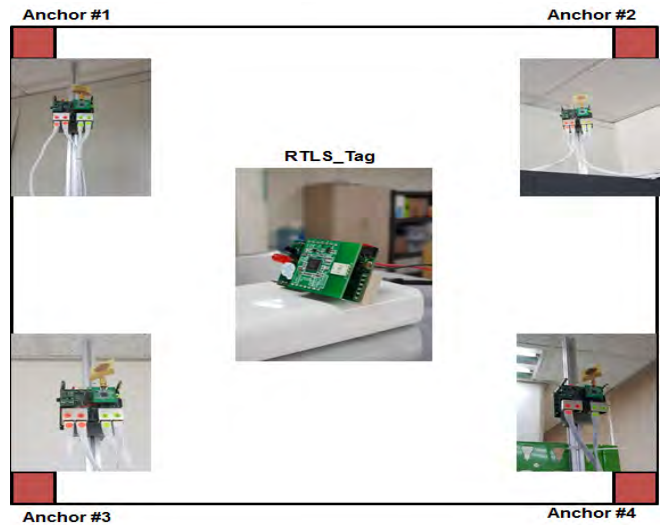 Anchor #1
Anchor #2
RTLS_Tag
Anchor #3
Anchor #4